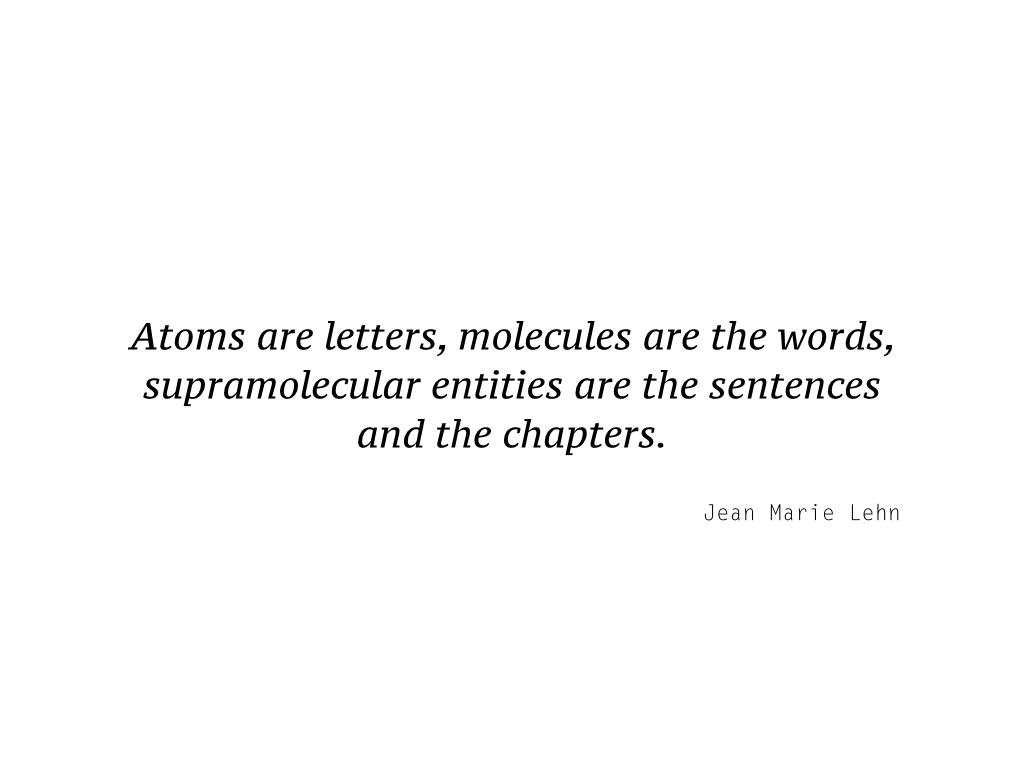 Atoms are letters, molecules are the words,
supramolecular entities are the sentences
and the chapters.
Jean Marie Lehn